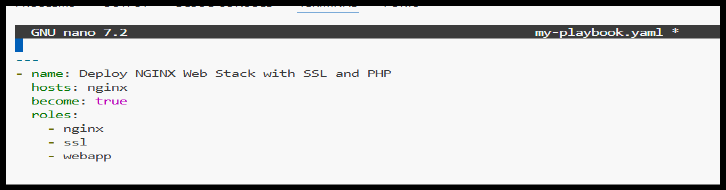 GNU nano 7.2 my-playbook.yaml *
---
- name: Deploy NGINX Web Stack with SSL and PHP
  hosts: nginx
  become: true
  roles:
    - nginx
    - ssl
    - webapp